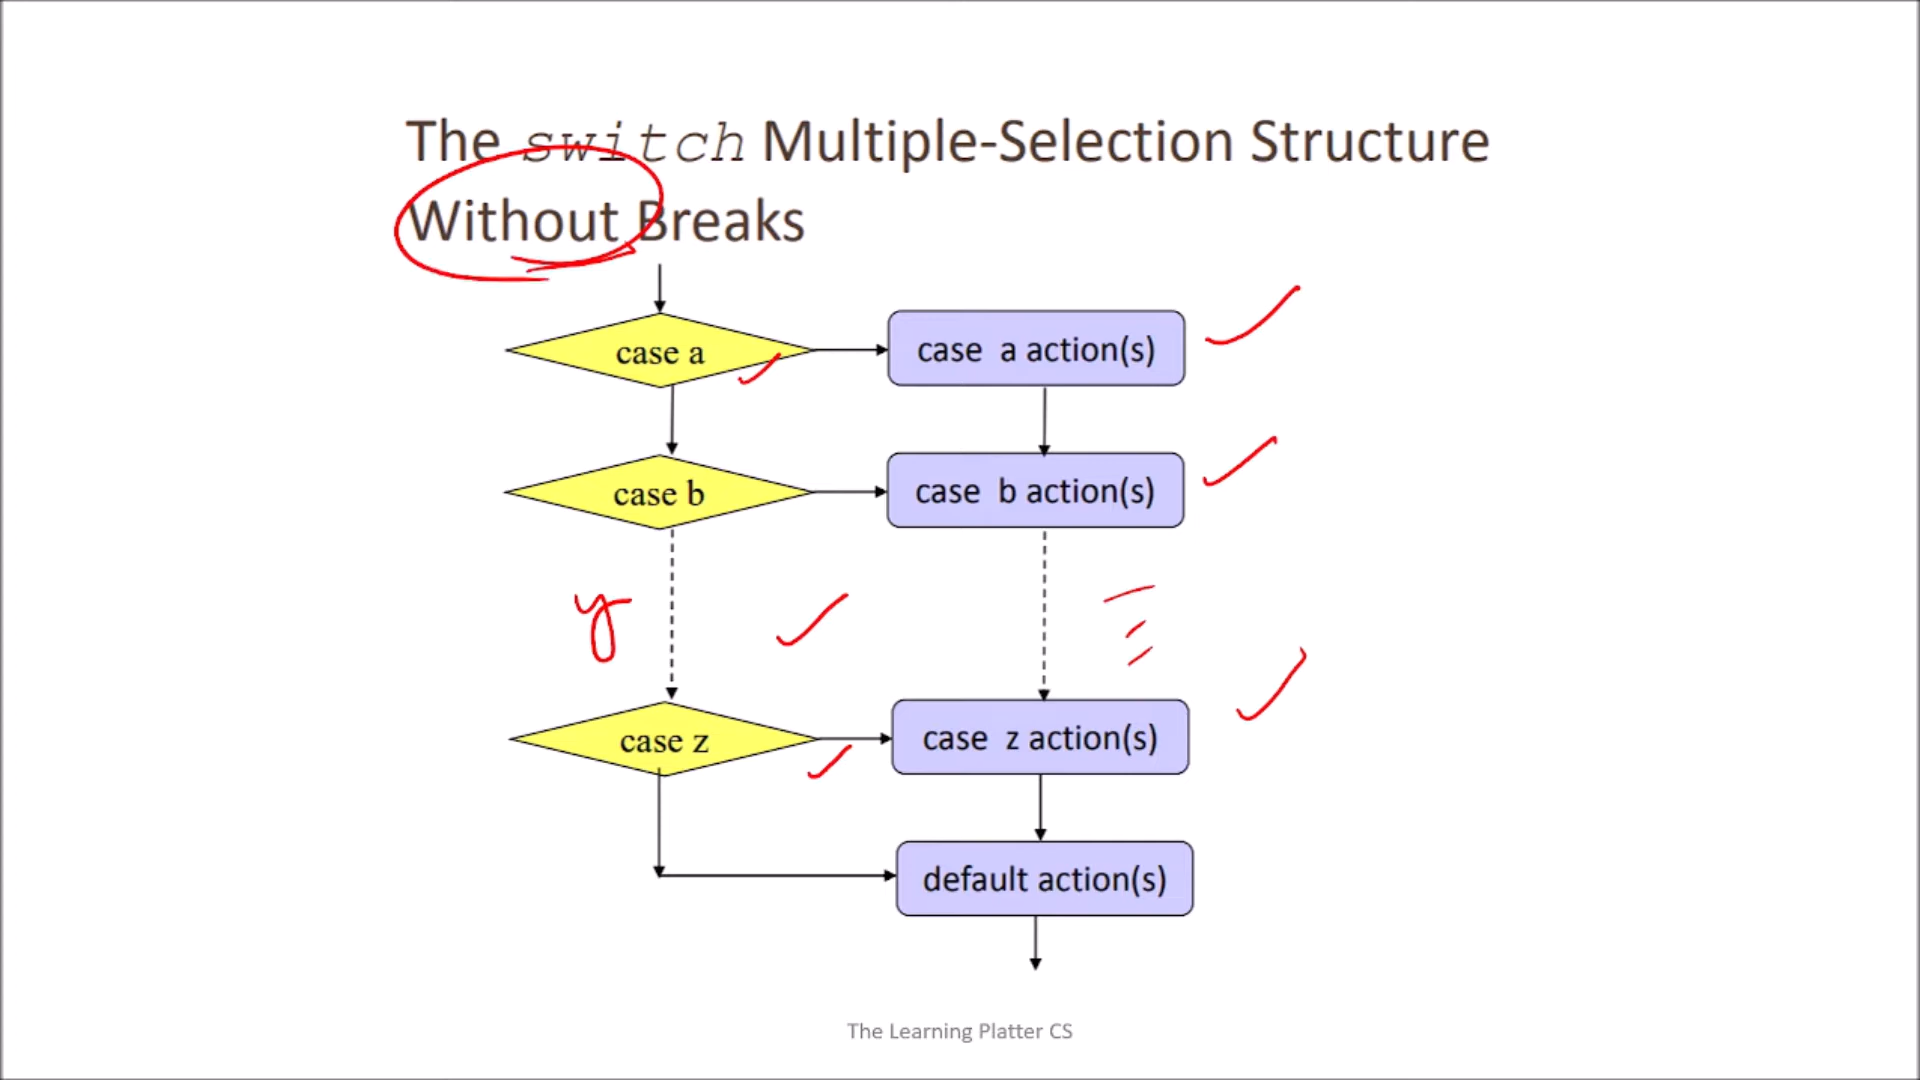 The switch Multiple-Selection Structure
Without Breaks
case a
case a action(s)
case b
case b action(s)
y
case z
case z action(s)
default action(s)
The Learning Platter CS